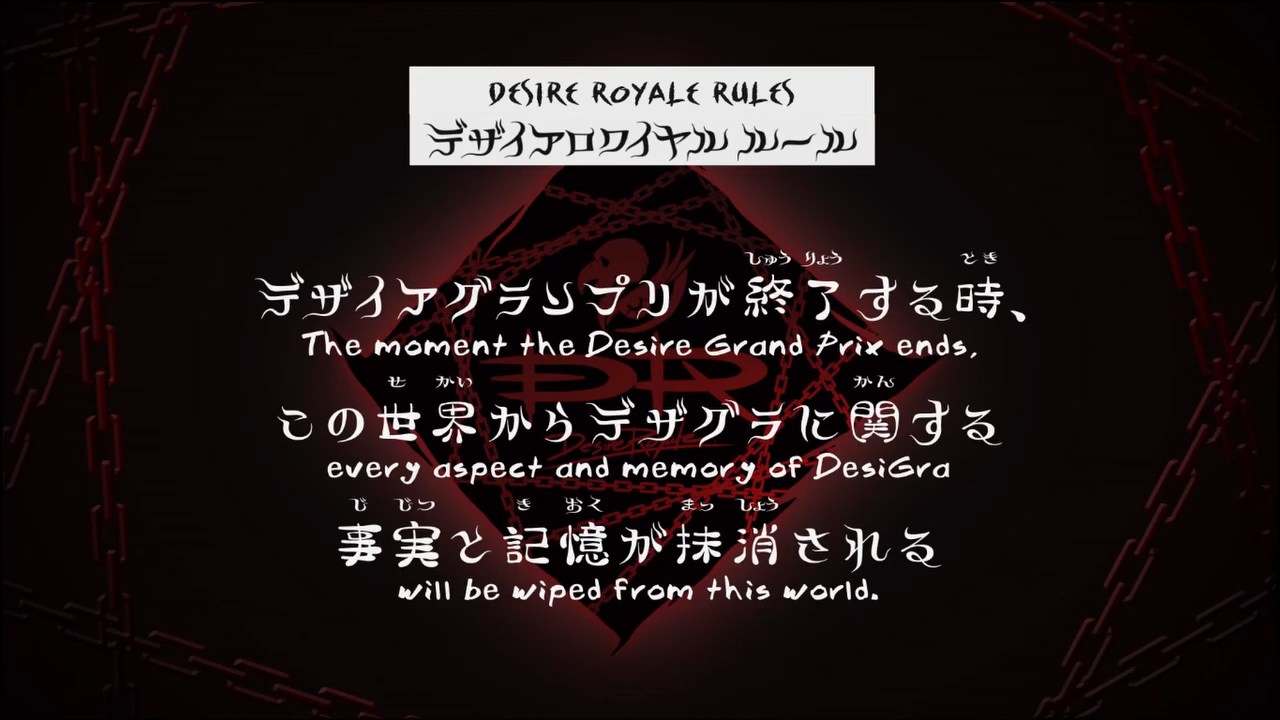 DESIRE ROYALE RULES
デザイアロワイヤル ルール
しゅう りょう とき
デザイアグランプリが終了する時、
The moment the Desire Grand Prix ends,
せ かい かん
この世界からデザグラに関する
every aspect and memory of DesiGra
じ じつ き おく まっ しょう
事実と記憶が抹消される
will be wiped from this world.
DR
Desire Royale